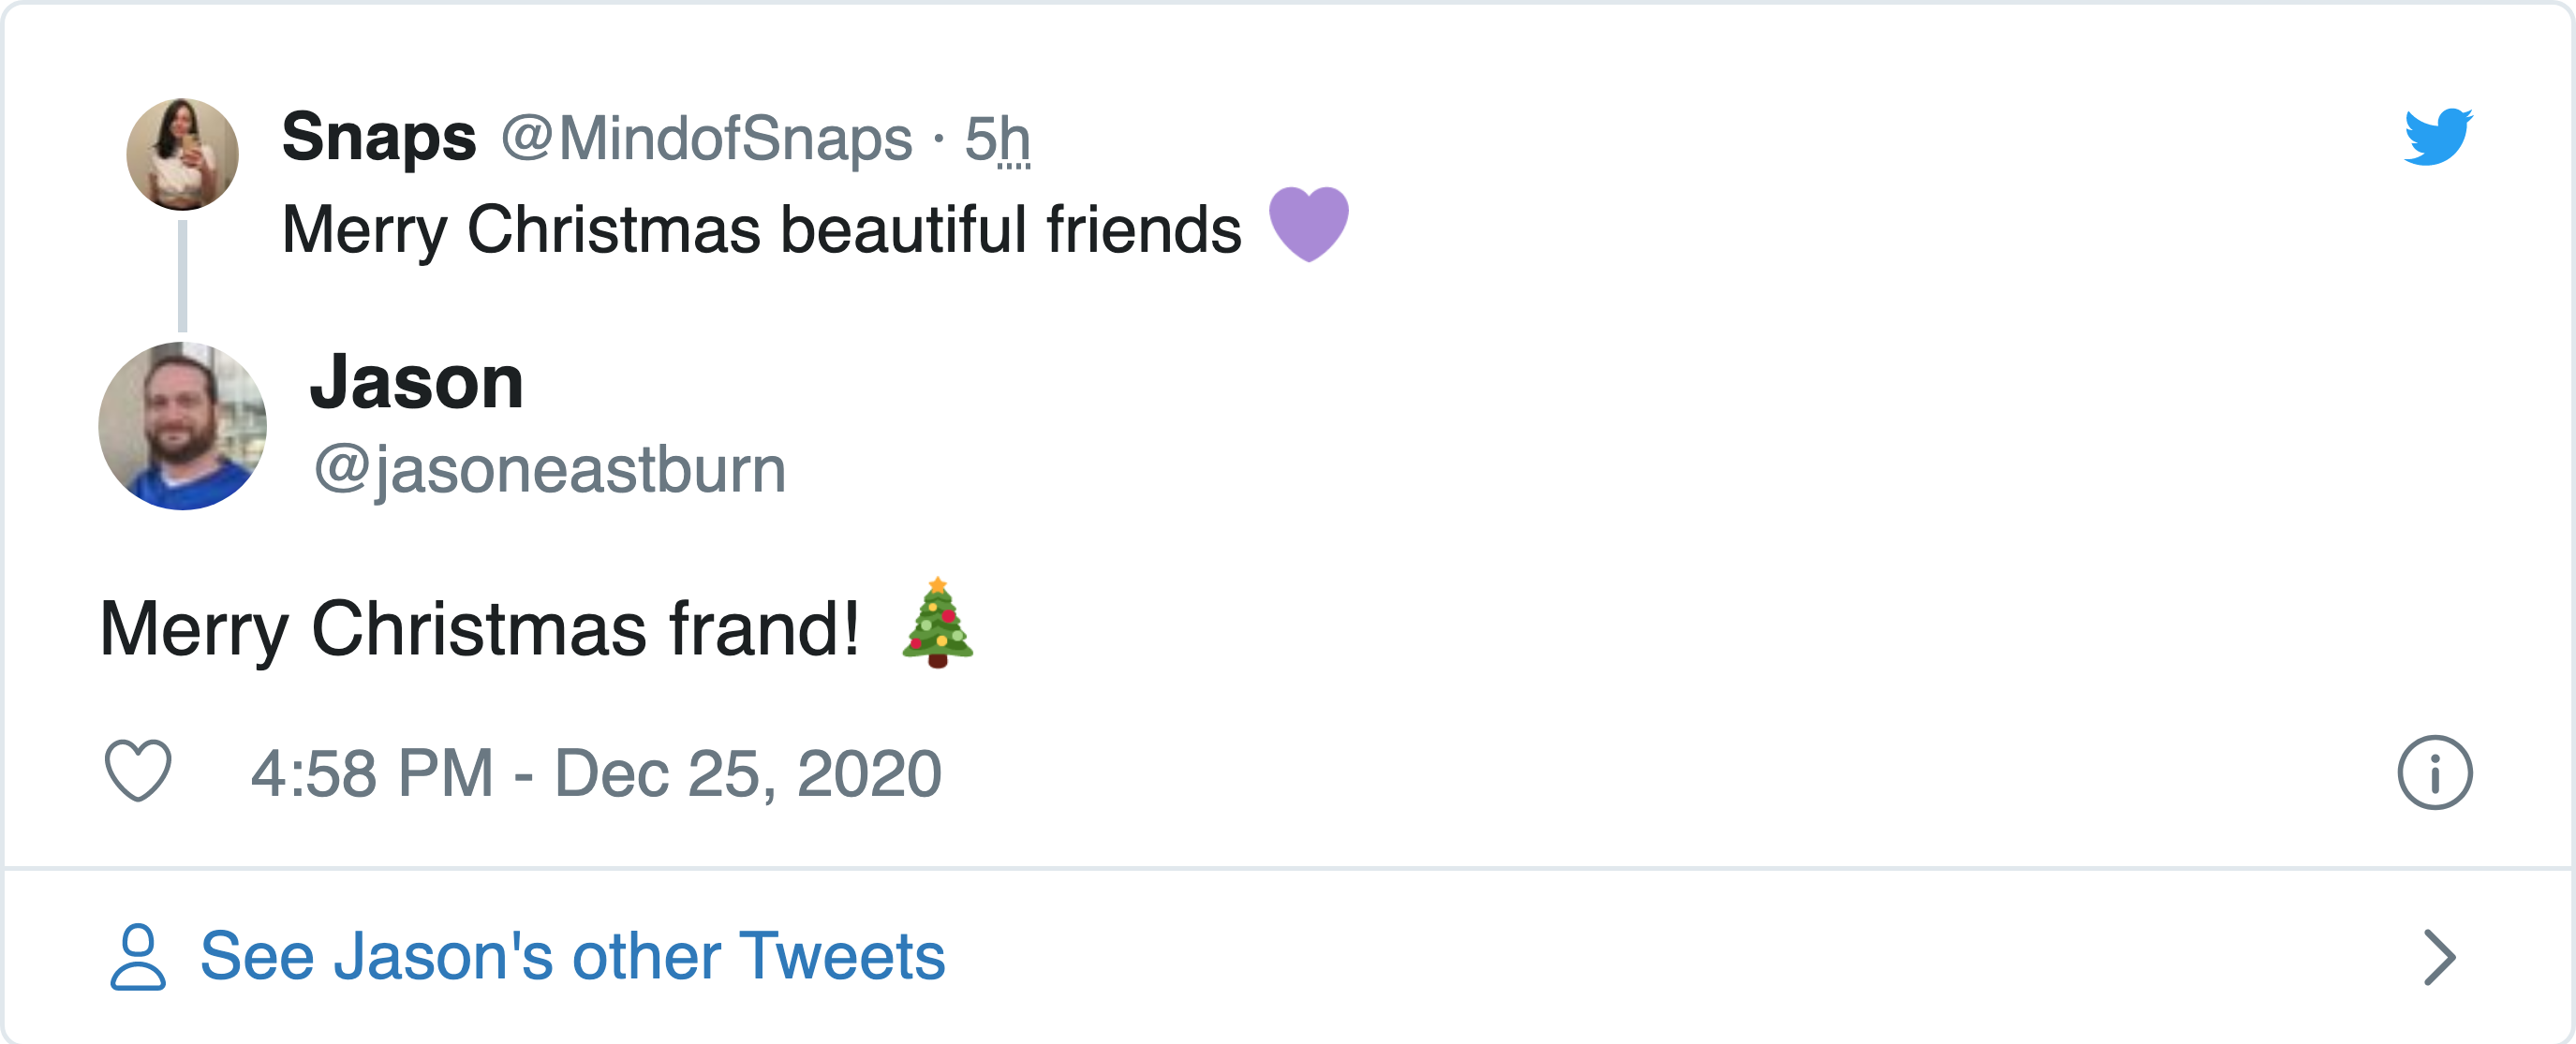 Snaps @MindofSnaps · 5h
Merry Christmas beautiful friends 💜
Jason
@jasoneastburn
Merry Christmas frand! 🎄
4:58 PM - Dec 25, 2020
See Jason's other Tweets